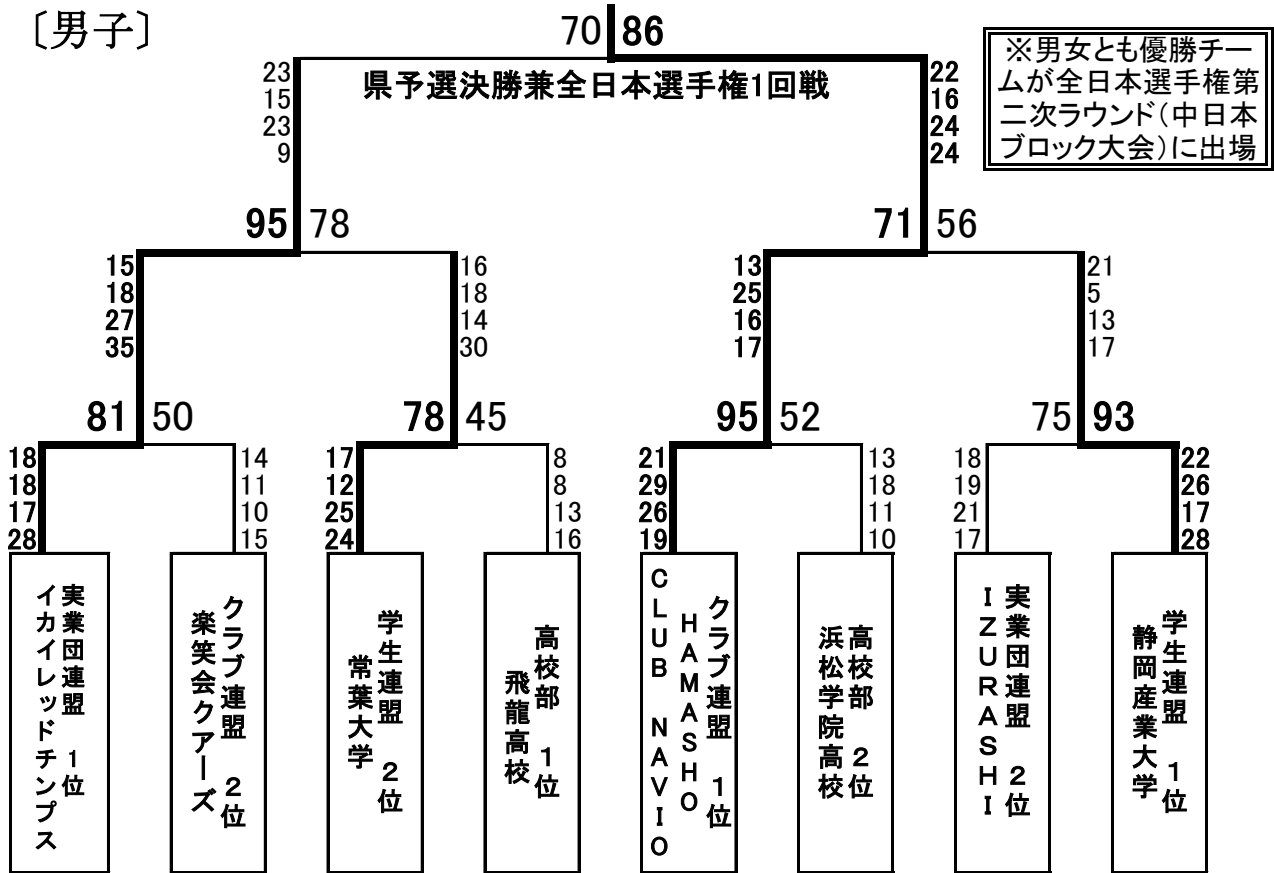 〔男子〕
70 86
※男女とも優勝チー
ムが全日本選手権第
二次ラウンド(中日本
ブロック大会)に出場
県予選決勝兼全日本選手権1回戦
23
15
23
9
22
16
24
24
95 78
71 56
15
18
27
35
16
18
14
30
13
25
16
17
21
5
13
17
81 50
78 45
95 52
75 93
18
18
17
28
14
11
10
15
17
12
25
24
8
8
13
16
21
29
26
19
13
18
11
10
18
19
21
17
22
26
17
28
実業団連盟 1位
イカイレッドチンプス
クラブ連盟 2位
楽笑会クアーズ
学生連盟 2位
常葉大学
高校部 1位
飛龍高校
クラブ連盟 1位
HAMASHO
CLUB NAVIO
高校部 2位
浜松学院高校
実業団連盟 2位
IZURASHI
学生連盟 1位
静岡産業大学